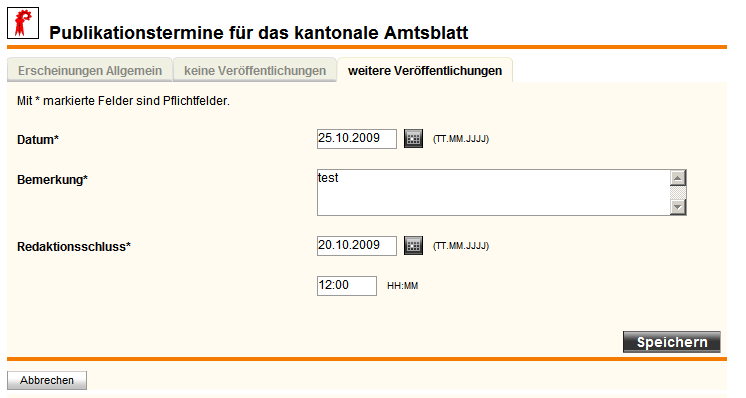 Publikationstermine für das kantonale Amtsblatt
Erscheinungen Allgemein keine Veröffentlichungen weitere Veröffentlichungen
Mit * markierte Felder sind Pflichtfelder.
Datum* 25.10.2009 (TT.MM.JJJJ)
Bemerkung* test
Redaktionsschluss* 20.10.2009 (TT.MM.JJJJ)
12:00 HH:MM
Speichern
Abbrechen